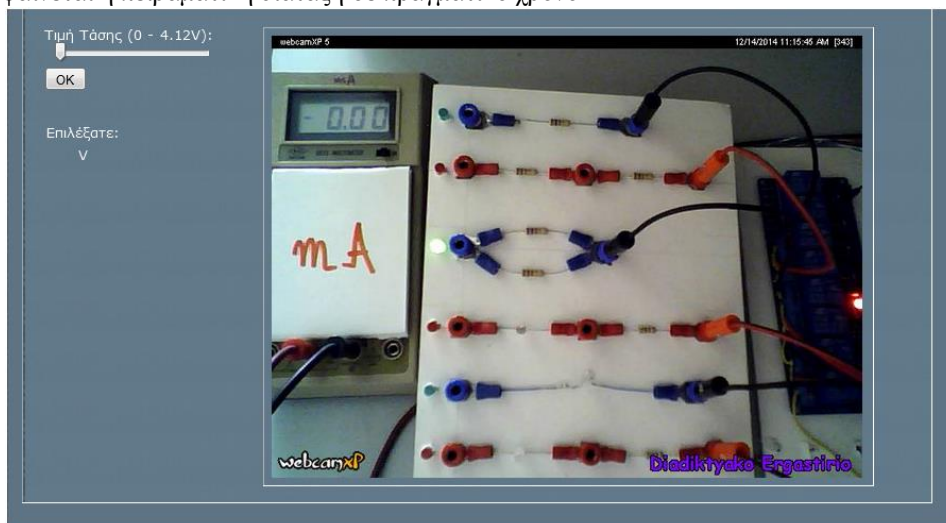 Τιμή Τάσης (0 - 4.12V):
OK
Επιλέξατε:
V
webcamXP 5
12/14/2014 11:15:45 AM [343]
mA
- 0.00
mA
webcamXP
Diadiktyako Ergastirio